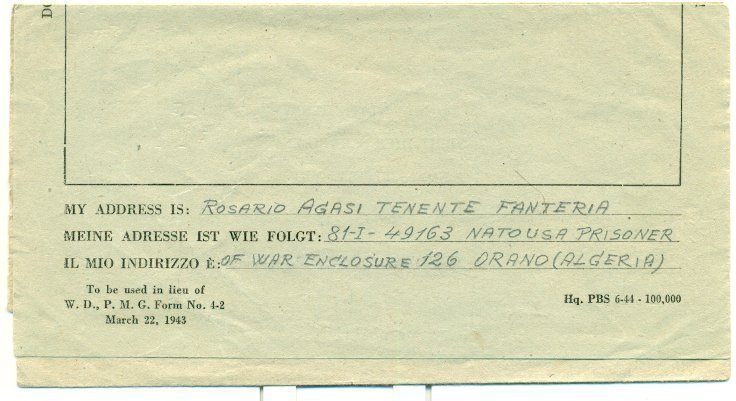 MY ADDRESS IS: ROSARIO AGASI TENENTE FANTERIA
MEINE ADRESSE IST WIE FOLGT: 81-I-49163 NATOUSA PRISONER
IL MIO INDIRIZZO È: OF WAR ENCLOSURE 126 ORANO (ALGERIA)
To be used in lieu of
W. D., P. M. G. Form No. 4-2
March 22, 1943
Hq. PBS 6-44 - 100,000